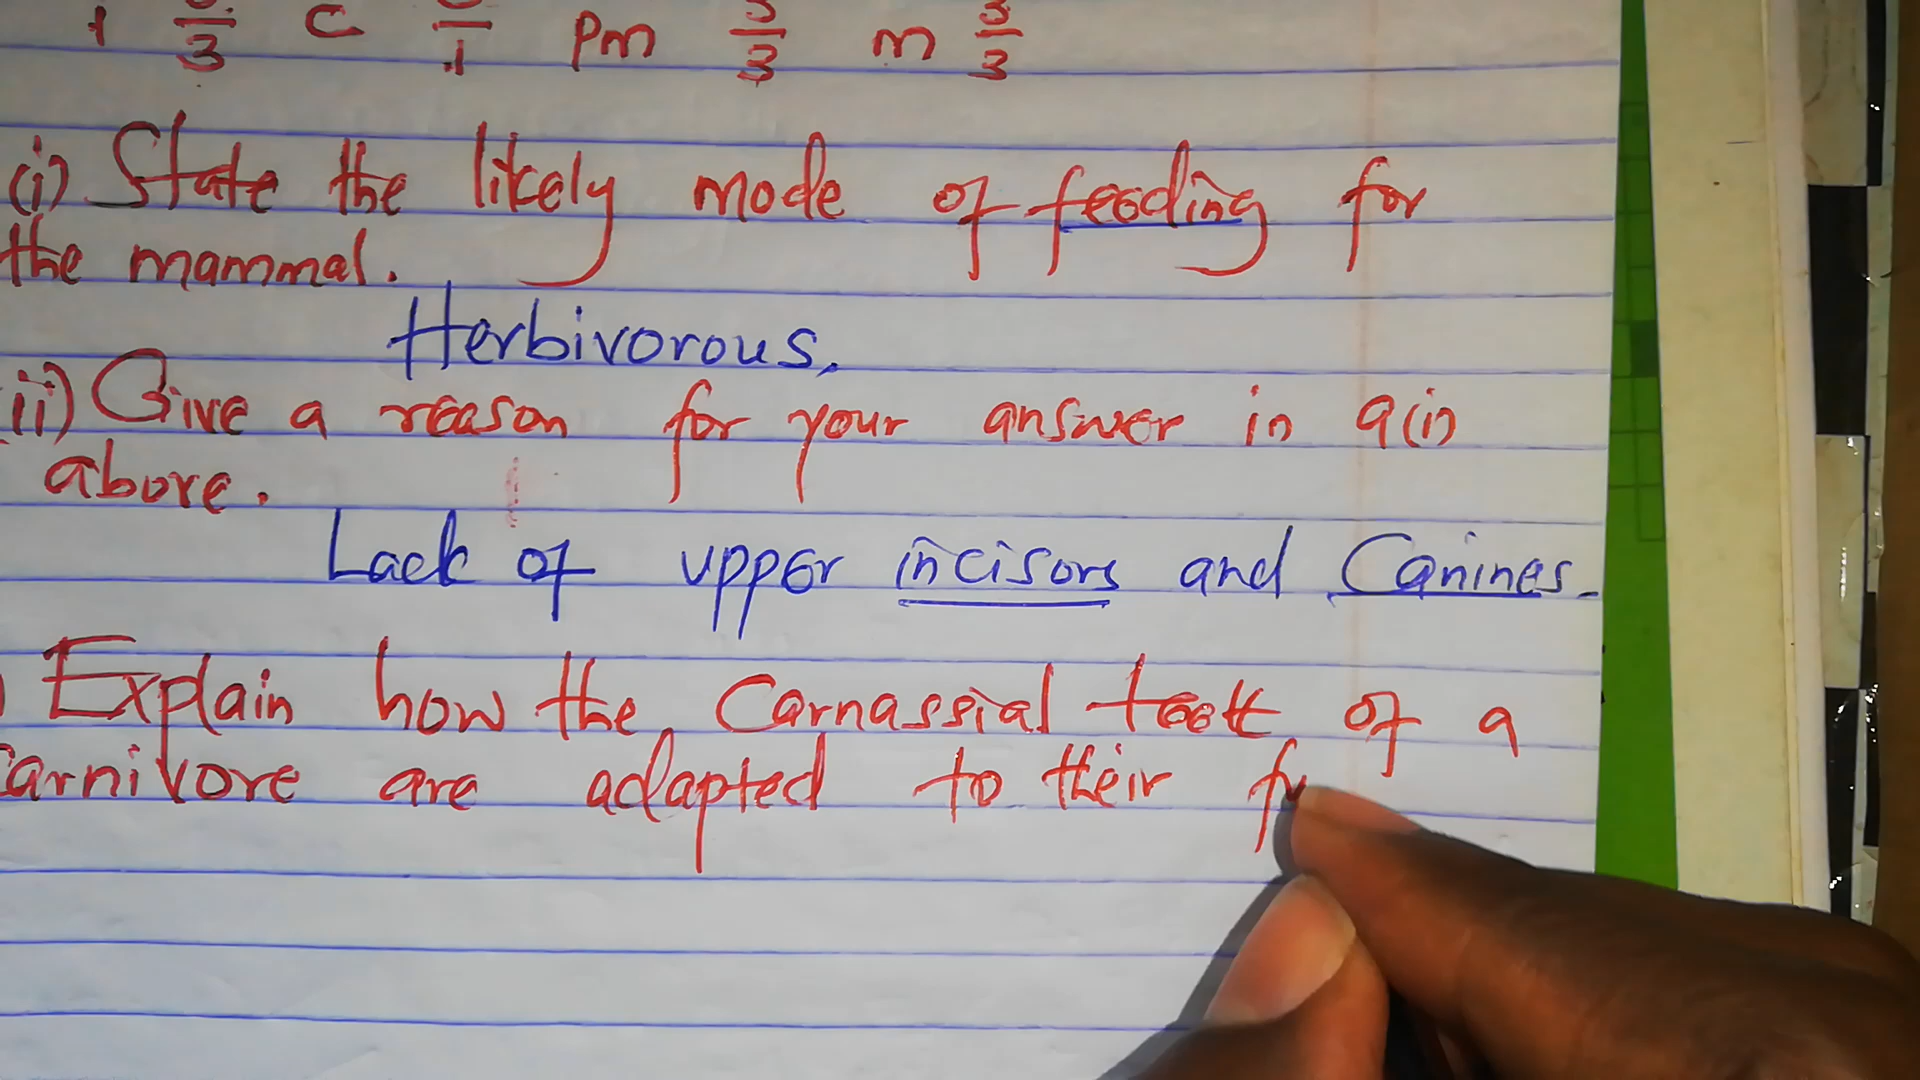 i /3 c /1 pm 3/3 m 3/3
(i) State the likely mode of feeding for
the mammal.
Herbivorous.
ii) Give a reason for your answer in a(i)
above.
Lack of upper incisors and Canines.
) Explain how the Carnassial teeth of a
Carnivore are adapted to their fu